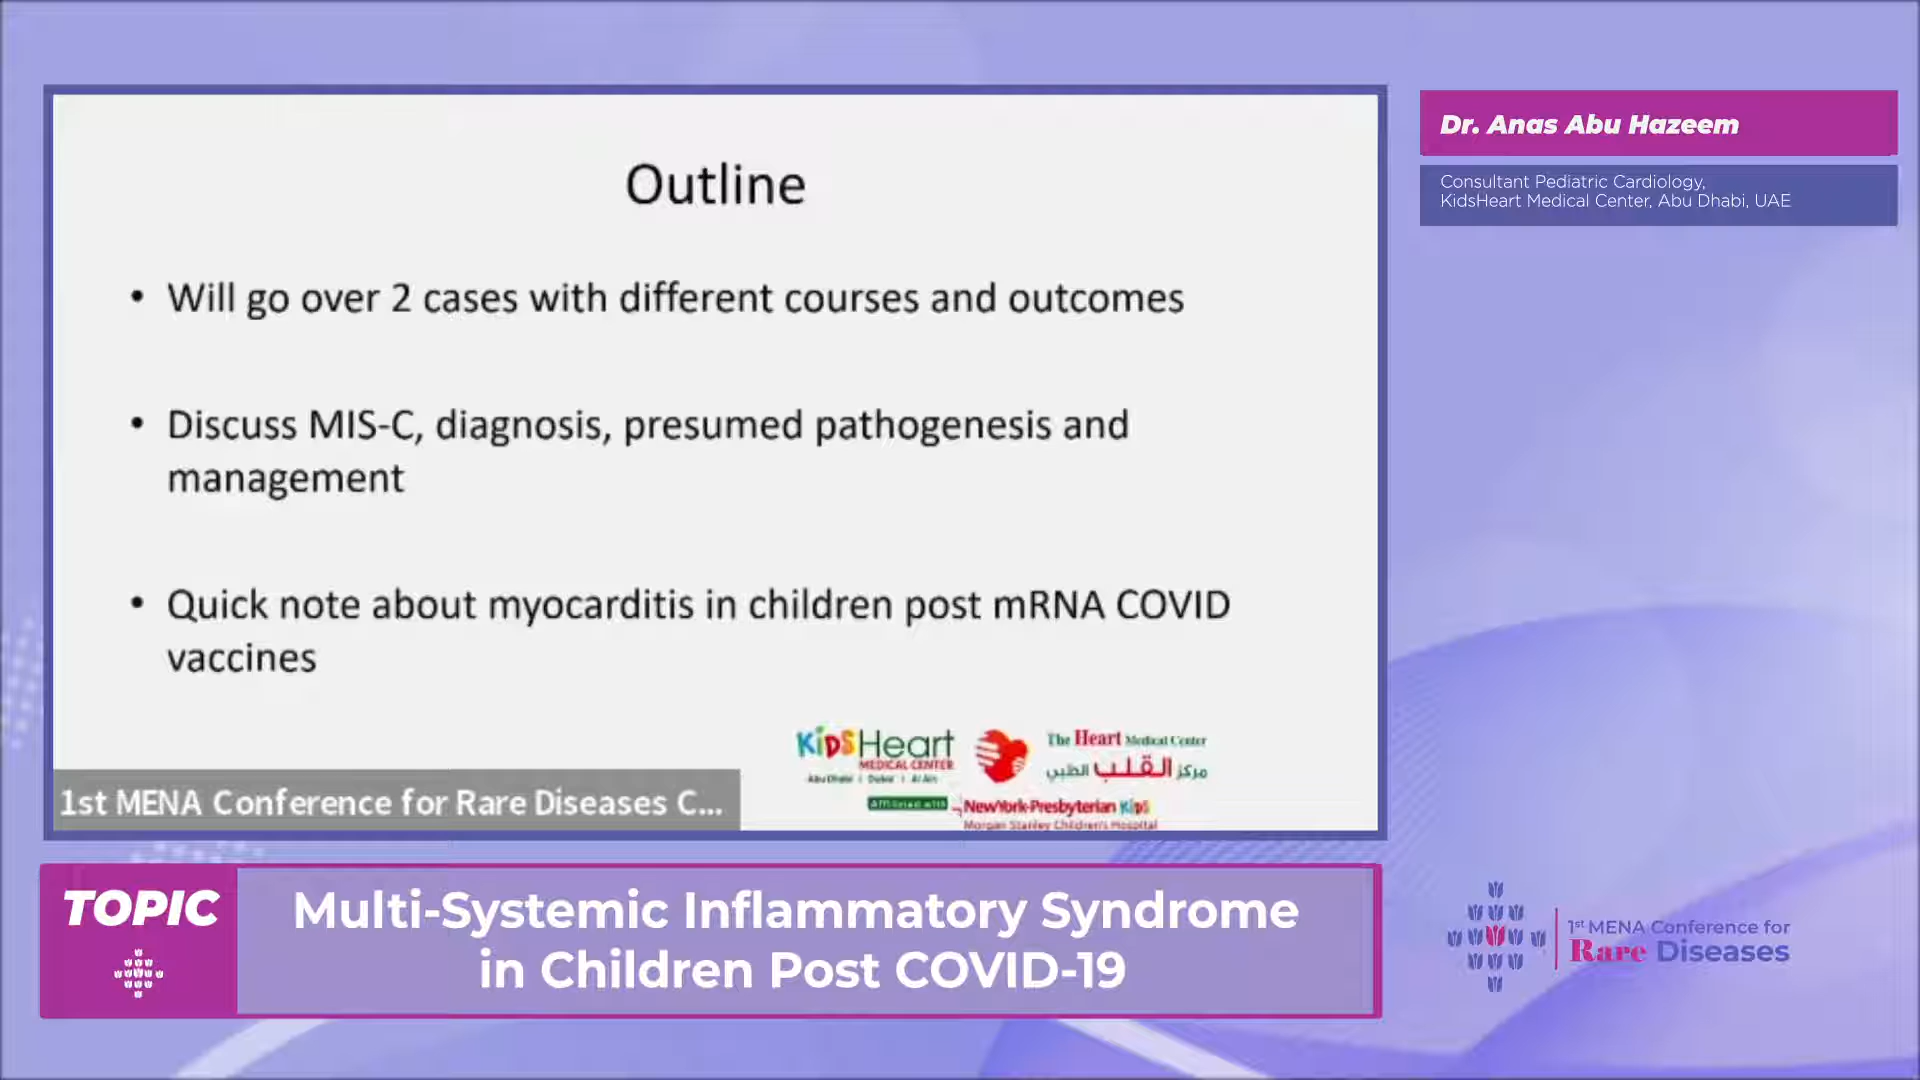 Outline
• Will go over 2 cases with different courses and outcomes
• Discuss MIS-C, diagnosis, presumed pathogenesis and
management
• Quick note about myocarditis in children post mRNA COVID
vaccines
KiDSHeart
MEDICAL CENTER
Abu Dhabi | Dubai | Al Ain
The Heart Medical Center
مركز القلب الطبي
Affiliated with
NewYork-Presbyterian Kids
Morgan Stanley Children's Hospital
1st MENA Conference for Rare Diseases C...
Dr. Anas Abu Hazeem
Consultant Pediatric Cardiology,
KidsHeart Medical Center, Abu Dhabi, UAE
TOPIC
Multi-Systemic Inflammatory Syndrome
in Children Post COVID-19
1st MENA Conference for
Rare Diseases